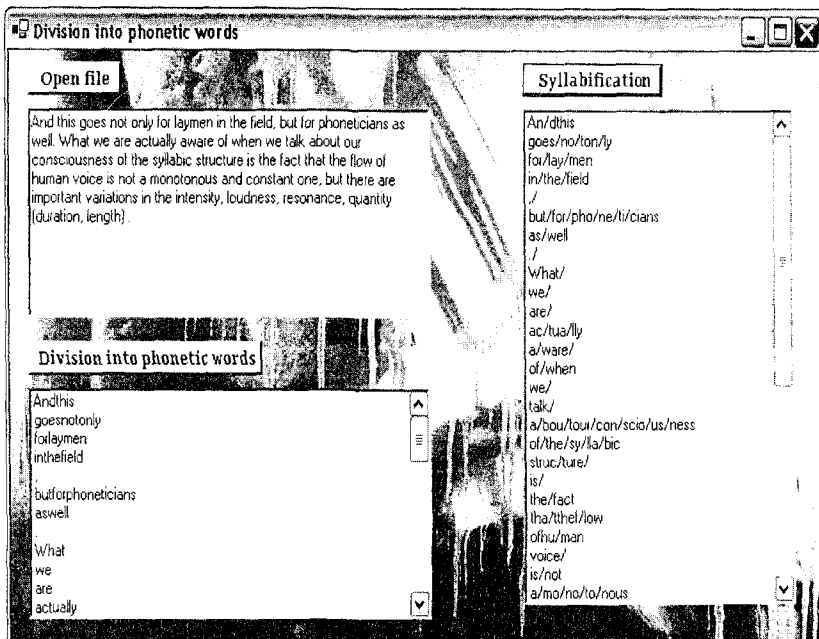 Division into phonetic words
Open file
And this goes not only for laymen in the field, but for phoneticians as
well. What we are actually aware of when we talk about our
consciousness of the syllabic structure is the fact that the flow of
human voice is not a monotonous and constant one, but there are
important variations in the intensity, loudness, resonance, quantity
(duration, length) .
Division into phonetic words
Andthis
goesnotonly
forlaymen
inthefield
,
butforphoneticians
aswell
.
What
we
are
actually
Syllabification
An/dthis
goes/no/ton/ly
for/lay/men
in/the/field
,/
but/for/pho/ne/ti/cians
as/well
./
What/
we/
are/
ac/tua/lly
a/ware/
of/when
we/
talk/
a/bou/tour/con/scio/us/ness
of/the/sy/lla/bic
struc/ture/
is/
the/fact
tha/tthef/low
ofhu/man
voice/
is/not
a/mo/no/to/nous